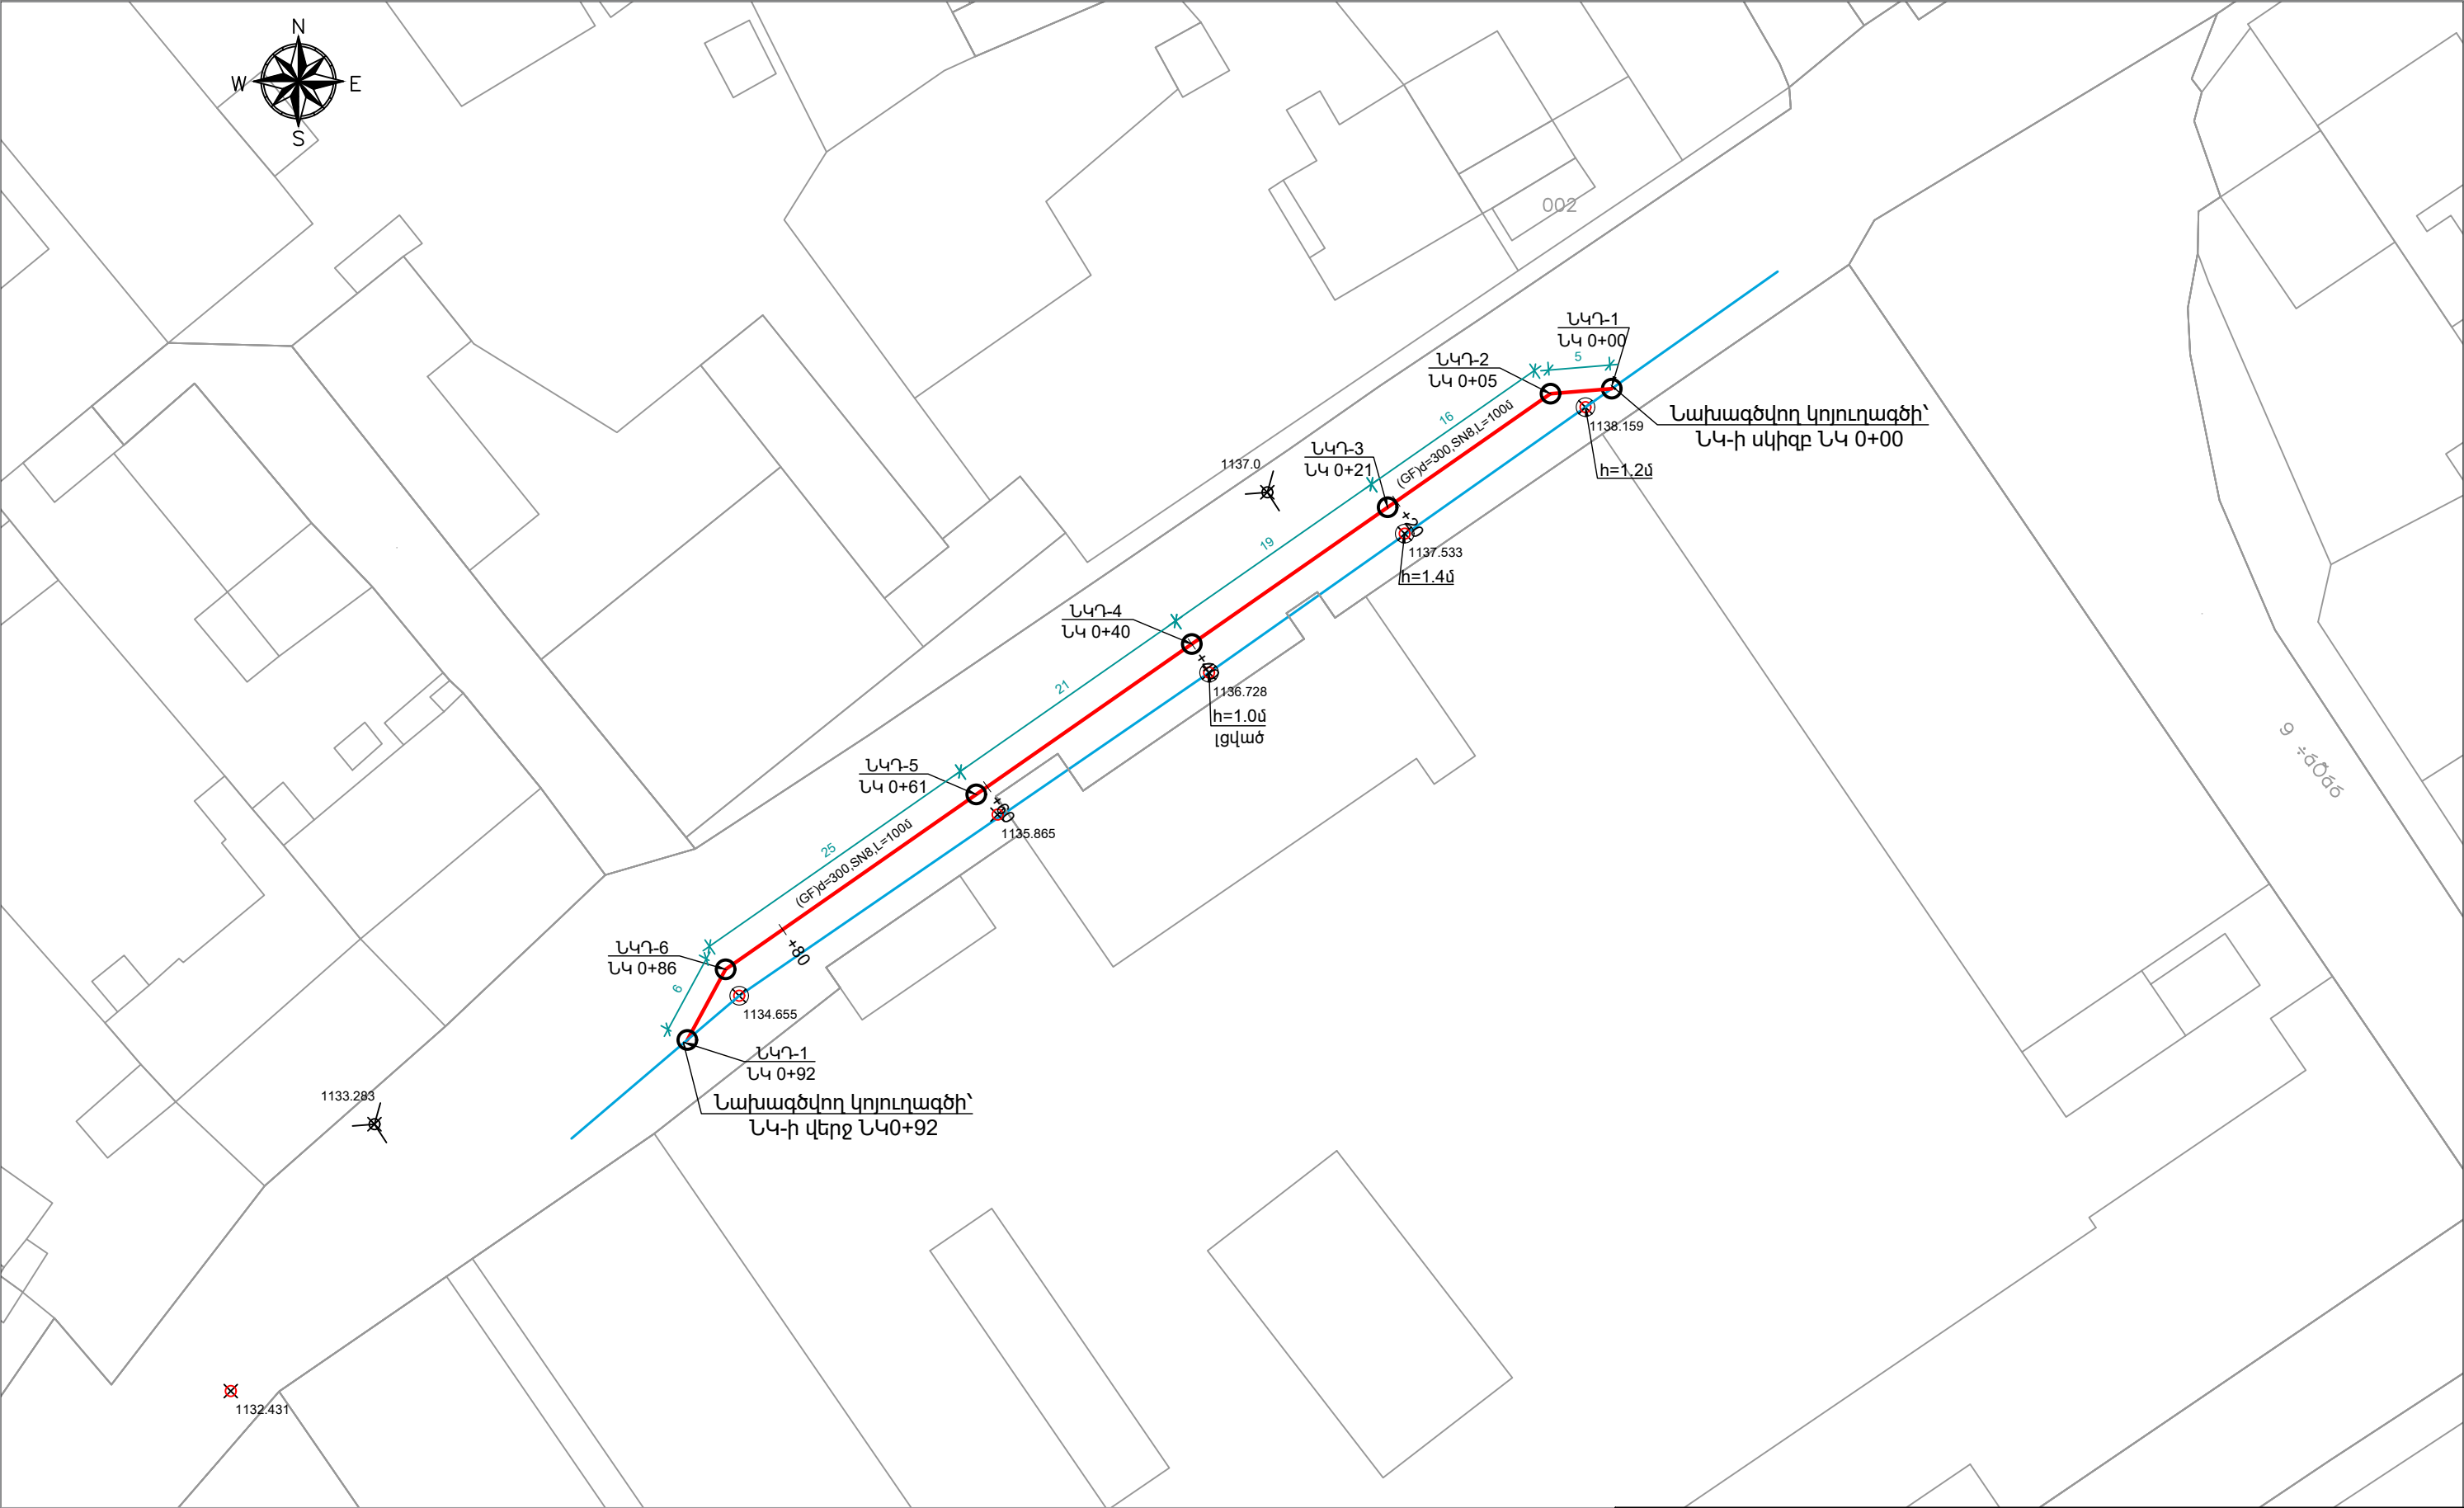 N
W
E
S
002
ՆԿԴ-1
ՆԿ 0+00
5
ՆԿԴ-2
ՆԿ 0+05
Նախագծվող կոյուղագծի՝
ՆԿ-ի սկիզբ ՆԿ 0+00
1138.159
h=1.2մ
16
(GF)d=300,SN8,L=100մ
ՆԿԴ-3
ՆԿ 0+21
1137.0
+20
1137.533
h=1.4մ
19
ՆԿԴ-4
ՆԿ 0+40
1136.728
h=1.0մ
լցված
21
ՆԿԴ-5
ՆԿ 0+61
+60
1135.865
25
(GF)d=300,SN8,L=100մ
ՆԿԴ-6
ՆԿ 0+86
+80
6
1134.655
ՆԿԴ-1
ՆԿ 0+92
Նախագծվող կոյուղագծի՝
ՆԿ-ի վերջ ՆԿ0+92
1133.283
1132.431